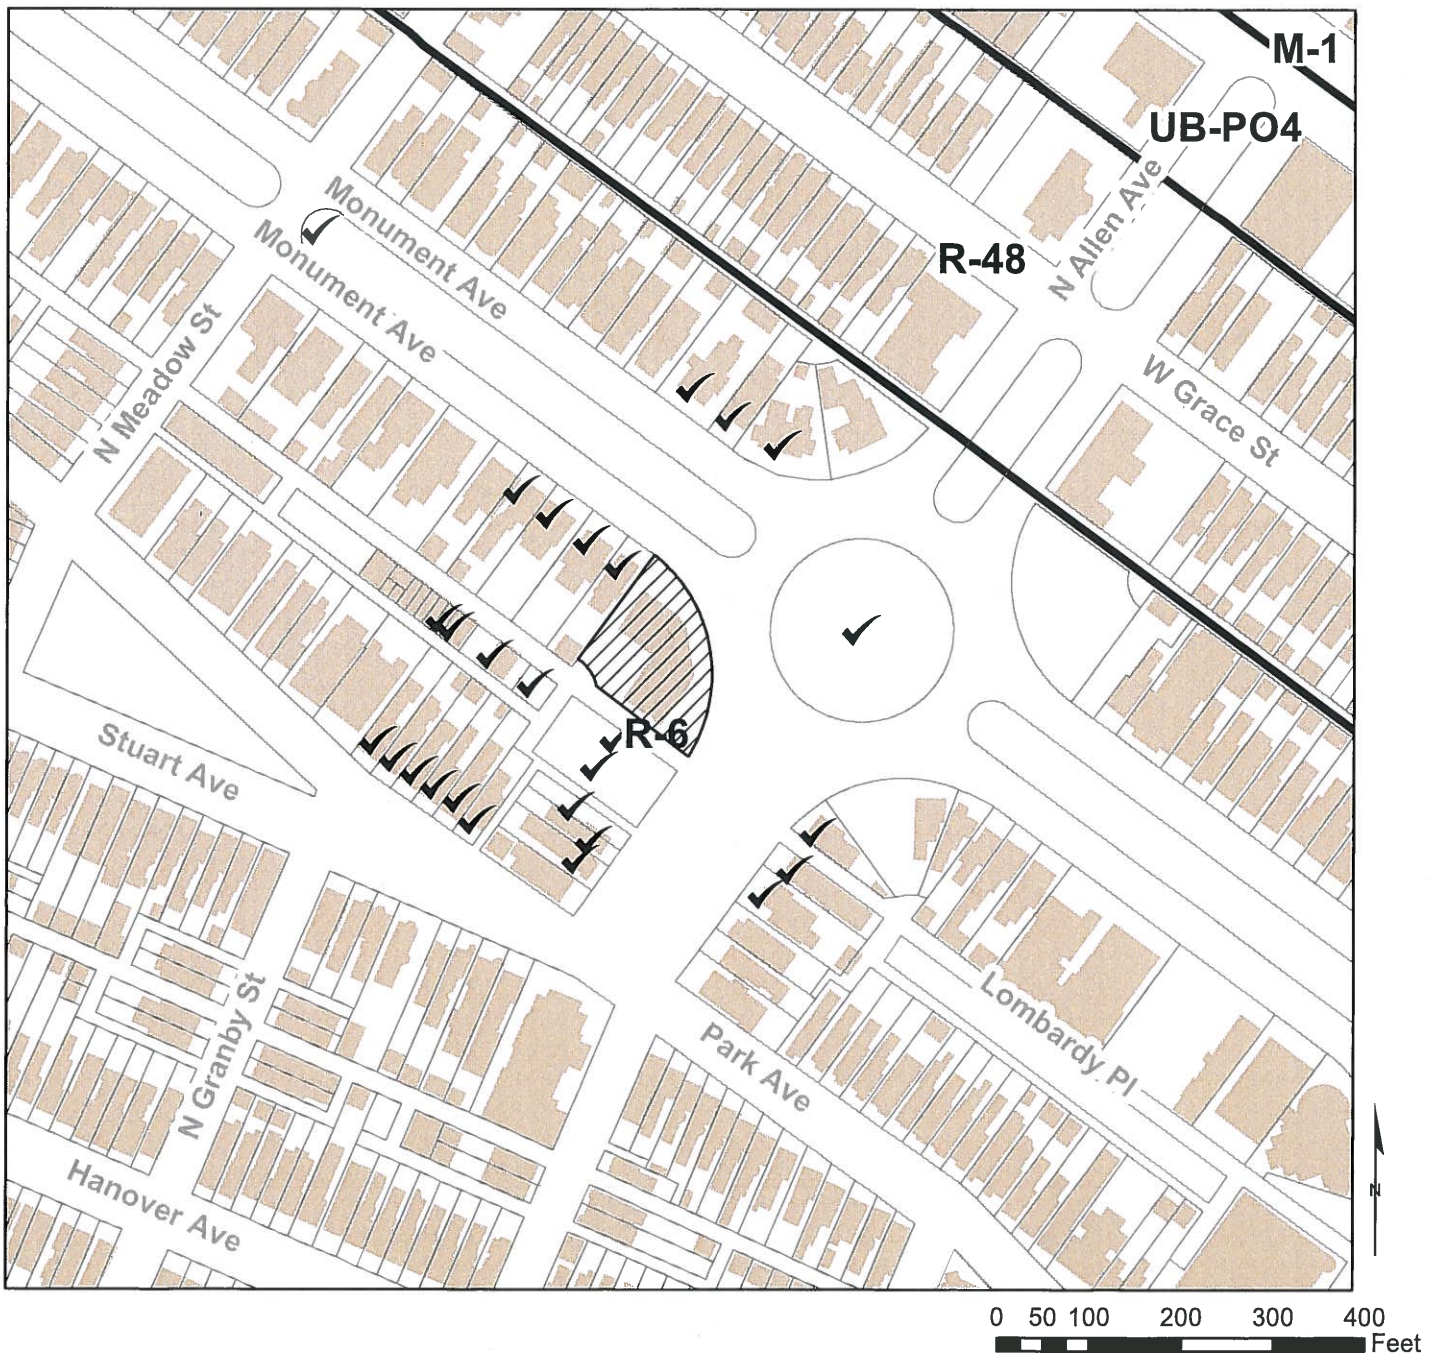 M-1
UB-PO4
N Allen Ave
R-48
Monument Ave
Monument Ave
N Meadow St
W Grace St
R-6
Stuart Ave
Lombardy Pl
Park Ave
N Granby St
Hanover Ave
N
0 50 100 200 300 400
Feet